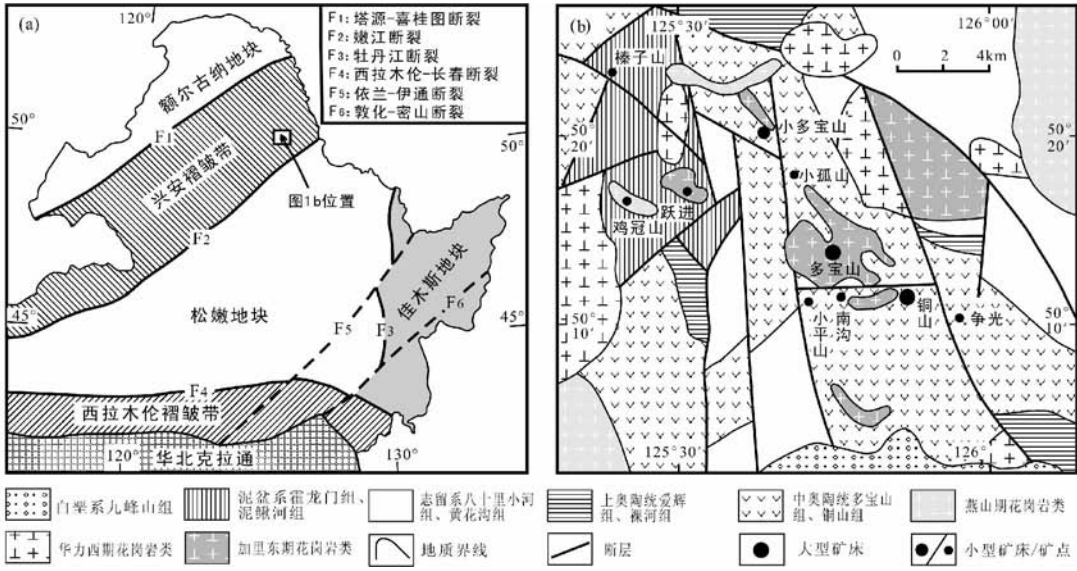 (a)
120°
F1:塔源-喜桂图断裂
F2:嫩江断裂
F3:牡丹江断裂
F4:西拉木伦-长春断裂
F5:依兰-伊通断裂
F6:敦化-密山断裂
额尔古纳地块
50°
F1
50°
兴安褶皱带
图1b位置
F2
佳木斯地块
松嫩地块
F6
45°
F5
F3
45°
F4
西拉木伦褶皱带
华北克拉通
120°
130°
(b)
125°30′
126°00′
0 2 4km
榛子山
50°
20′
小多宝山
50°
20′
小孤山
跃进
鸡冠山
多宝山
铜山
小平山
南沟
争光
50°
10′
50°
10′
125°30′
126°
白垩系九峰山组
泥盆系霍龙门组、
泥鳅河组
志留系八十里小河
组、黄花沟组
上奥陶统爱辉
组、裸河组
中奥陶统多宝山
组、铜山组
燕山期花岗岩类
华力西期花岗岩类
加里东期花岗岩类
地质界线
断层
大型矿床
小型矿床/矿点